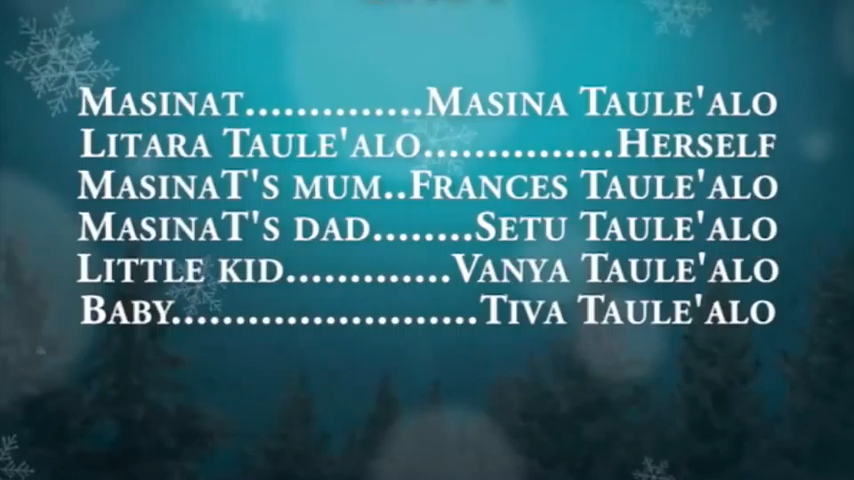 MASINAT..............MASINA TAULE'ALO
LITARA TAULE'ALO...............HERSELF
MASINAT'S MUM..FRANCES TAULE'ALO
MASINAT'S DAD........SETU TAULE'ALO
LITTLE KID.............VANYA TAULE'ALO
BABY........................TIVA TAULE'ALO